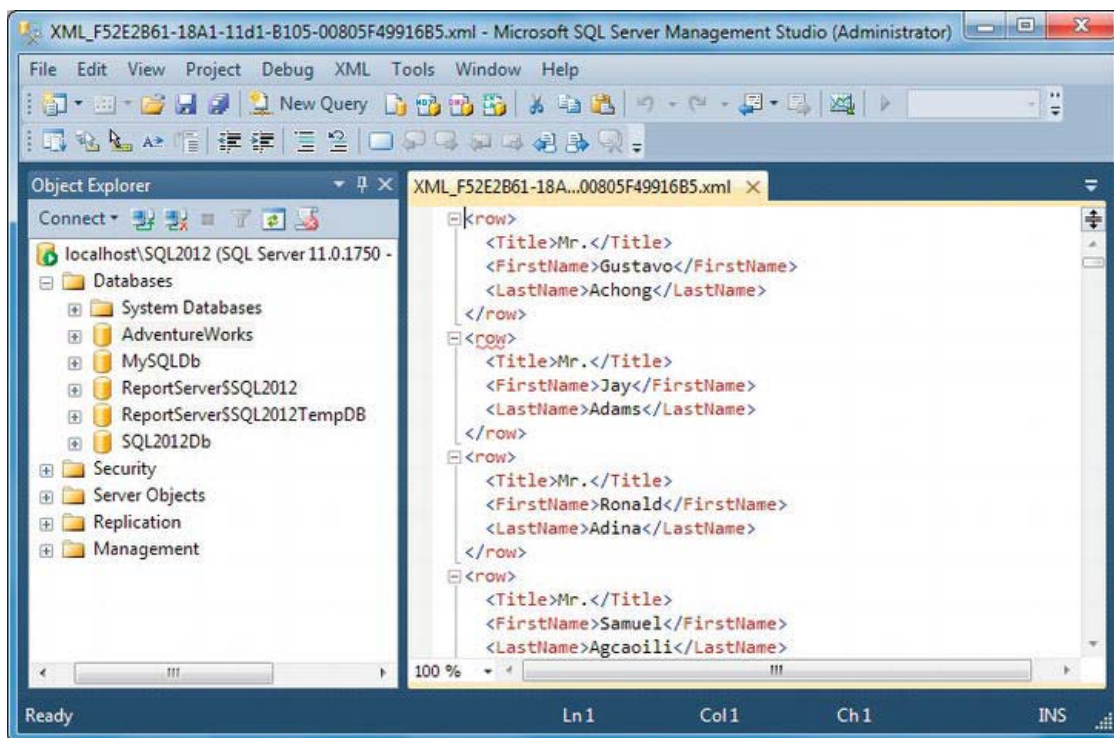 XML_F52E2B61-18A1-11d1-B105-00805F49916B5.xml - Microsoft SQL Server Management Studio (Administrator)
File Edit View Project Debug XML Tools Window Help
New Query
Object Explorer
Connect
localhost\SQL2012 (SQL Server 11.0.1750 -
Databases
System Databases
AdventureWorks
MySQLDb
ReportServer$SQL2012
ReportServer$SQL2012TempDB
SQL2012Db
Security
Server Objects
Replication
Management
XML_F52E2B61-18A...00805F49916B5.xml
<row>
<Title>Mr.</Title>
<FirstName>Gustavo</FirstName>
<LastName>Achong</LastName>
</row>
<row>
<Title>Mr.</Title>
<FirstName>Jay</FirstName>
<LastName>Adams</LastName>
</row>
<row>
<Title>Mr.</Title>
<FirstName>Ronald</FirstName>
<LastName>Adina</LastName>
</row>
<row>
<Title>Mr.</Title>
<FirstName>Samuel</FirstName>
<LastName>Agcaoili</LastName>
100 %
Ready Ln 1 Col 1 Ch 1 INS